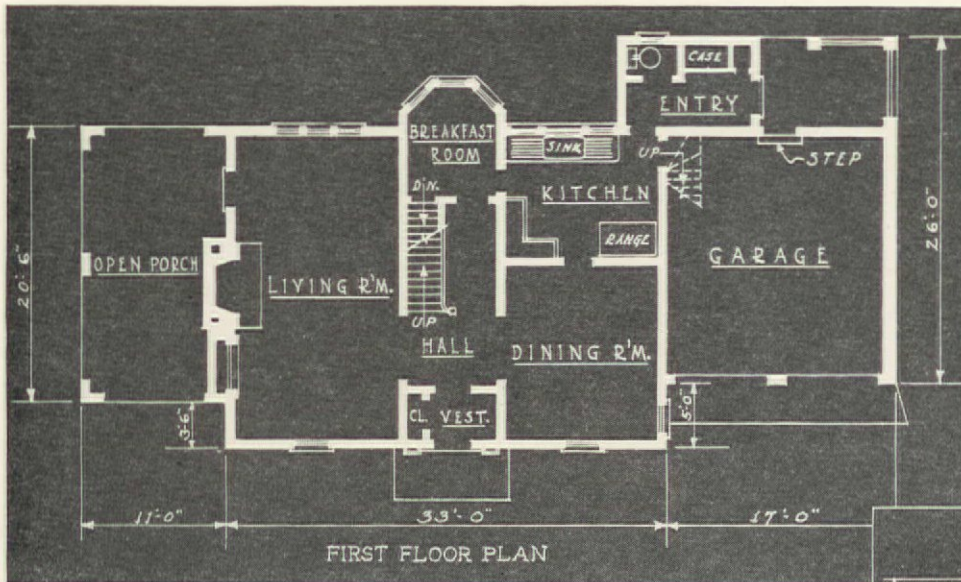 CASE
ENTRY
BREAKFAST
ROOM
SINK
UP
STEP
DN.
KITCHEN
RANGE
20'-6"
OPEN PORCH
LIVING R'M.
GARAGE
26'-0"
UP
HALL
DINING R'M.
3'-6"
CL. VEST.
5'-0"
11'-0"
33'-0"
17'-0"
FIRST FLOOR PLAN